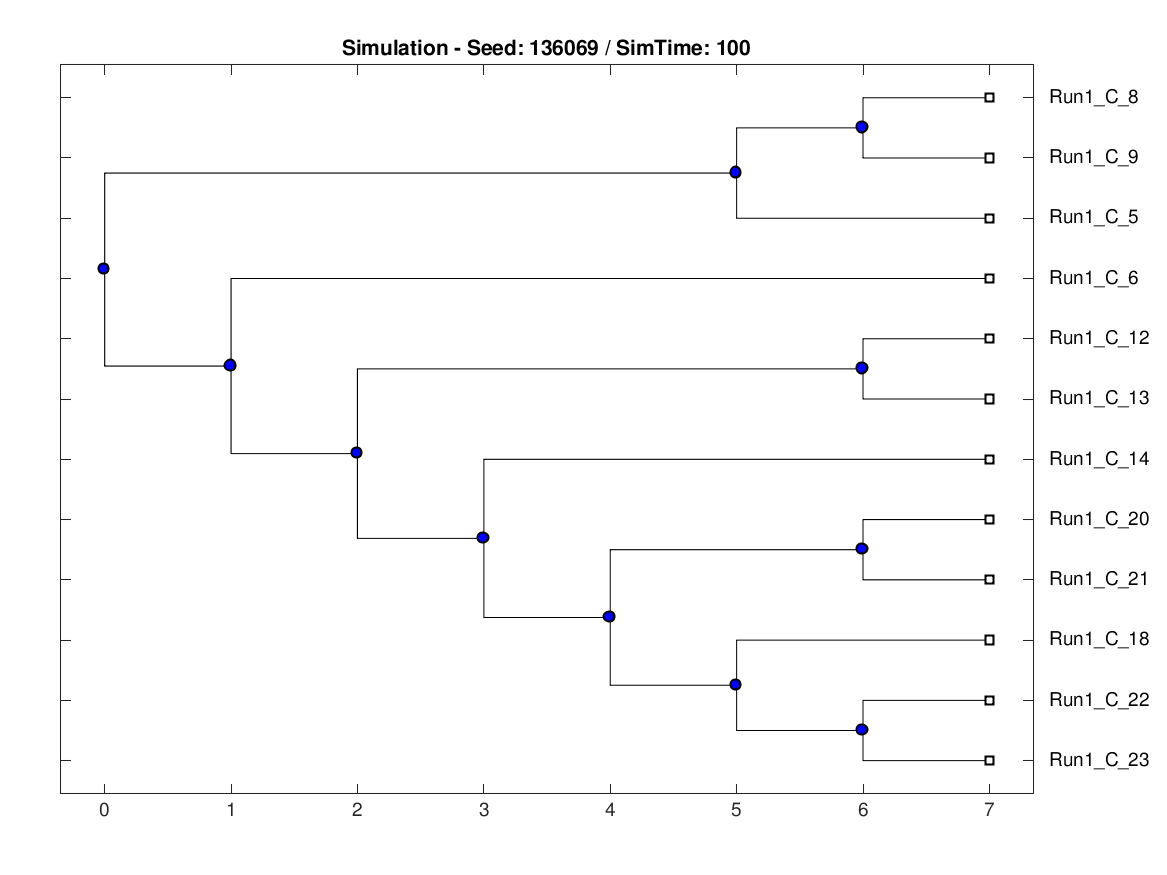 Simulation - Seed: 136069 / SimTime: 100
Run1_C_8
Run1_C_9
Run1_C_5
Run1_C_6
Run1_C_12
Run1_C_13
Run1_C_14
Run1_C_20
Run1_C_21
Run1_C_18
Run1_C_22
Run1_C_23
0 1 2 3 4 5 6 7